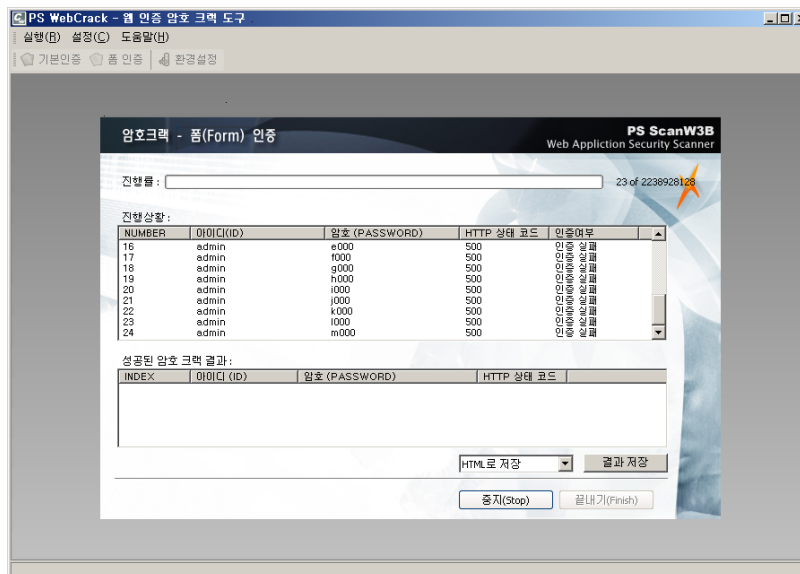 PS WebCrack - 웹 인증 암호 크랙 도구
실행(R) 설정(C) 도움말(H)
기본인증 폼 인증 환경설정
암호크랙 - 폼(Form) 인증
PS ScanW3B
Web Appliction Security Scanner
진행률 : 23 of 2238928128
진행상황 :
NUMBER 아이디(ID) 암호 (PASSWORD) HTTP 상태 코드 인증여부
16 admin e000 500 인증 실패
17 admin f000 500 인증 실패
18 admin g000 500 인증 실패
19 admin h000 500 인증 실패
20 admin i000 500 인증 실패
21 admin j000 500 인증 실패
22 admin k000 500 인증 실패
23 admin l000 500 인증 실패
24 admin m000 500 인증 실패
성공된 암호 크랙 결과 :
INDEX 아이디 (ID) 암호 (PASSWORD) HTTP 상태 코드
HTML로 저장 결과 저장
중지(Stop) 끝내기(Finish)